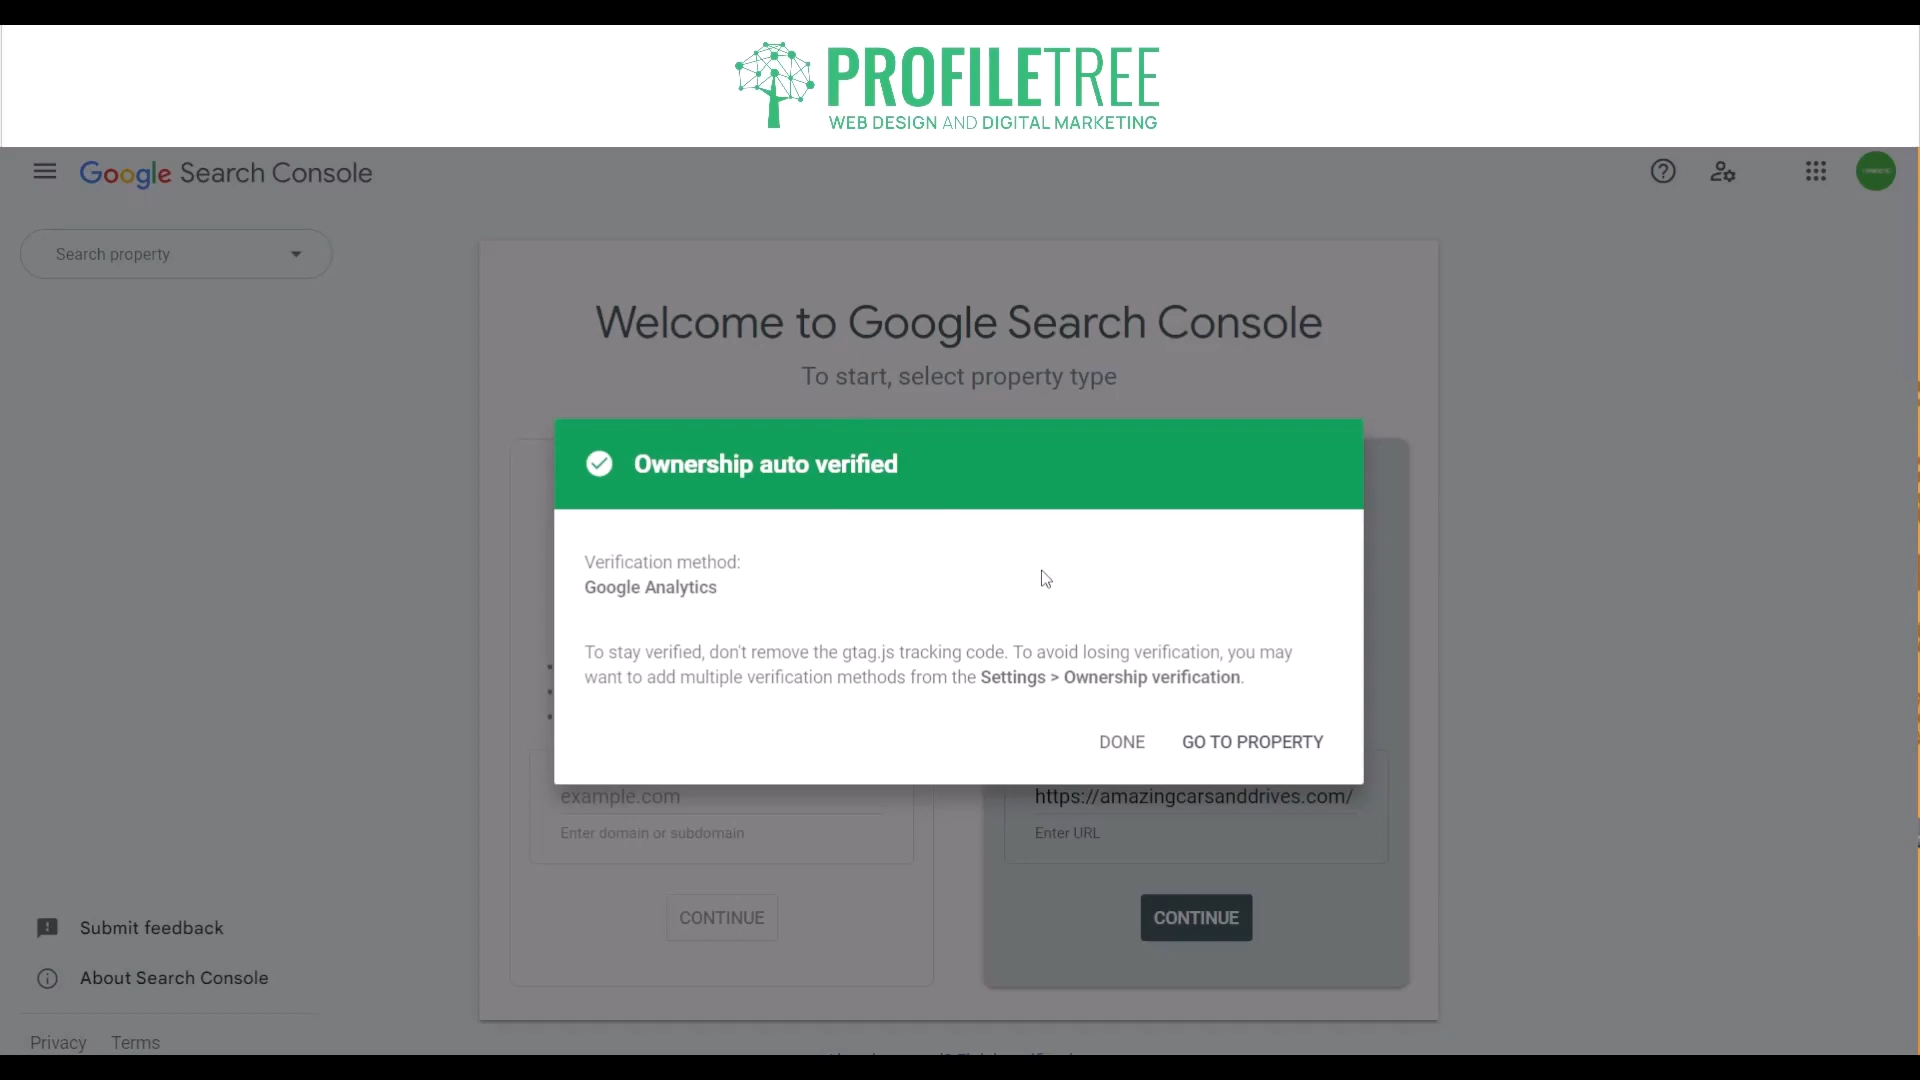 PROFILETREE
WEB DESIGN AND DIGITAL MARKETING
Google Search Console
Search property
Welcome to Google Search Console
To start, select property type
Ownership auto verified
Verification method:
Google Analytics
To stay verified, don't remove the gtag.js tracking code. To avoid losing verification, you may
want to add multiple verification methods from the Settings > Ownership verification.
DONE GO TO PROPERTY
example.com
Enter domain or subdomain
CONTINUE
https://amazingcarsanddrives.com/
Enter URL
CONTINUE
Submit feedback
About Search Console
Privacy Terms